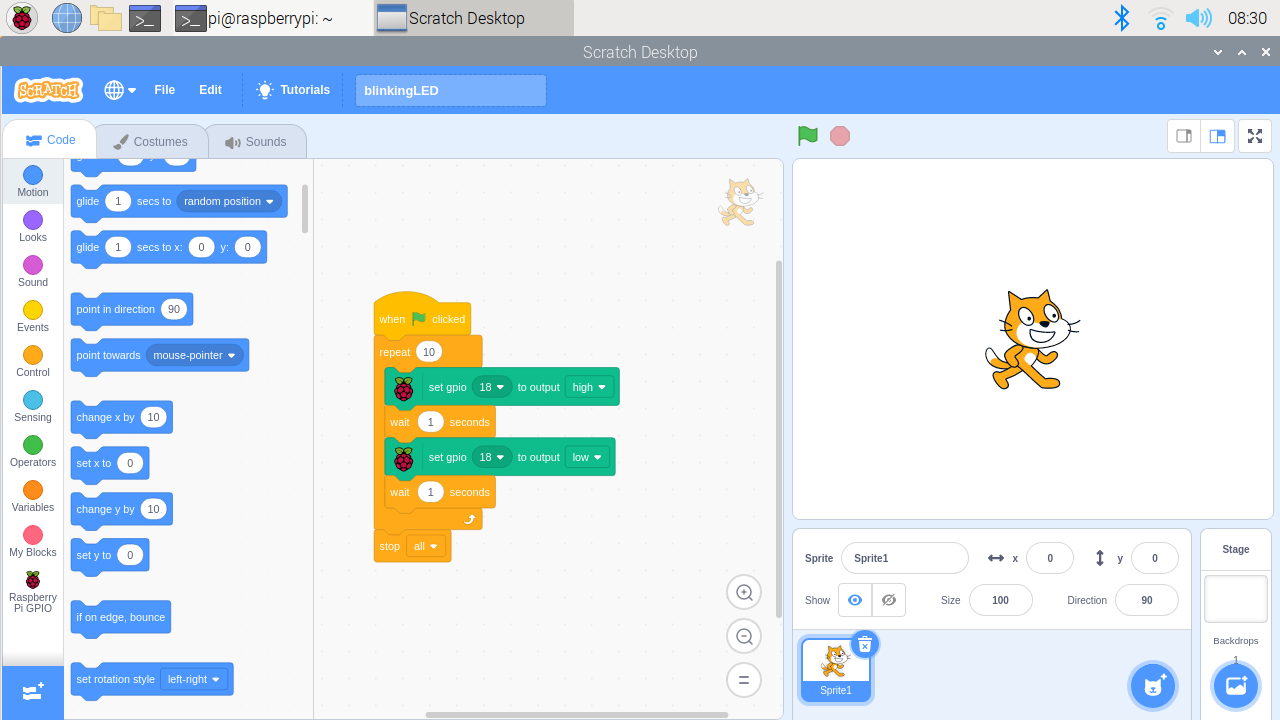 pi@raspberrypi: ~
Scratch Desktop
08:30
Scratch Desktop
SCRATCH
File
Edit
Tutorials
blinkingLED
Code
Costumes
Sounds
Motion
Looks
Sound
Events
Control
Sensing
Operators
Variables
My Blocks
Raspberry
Pi GPIO
glide 1 secs to random position
glide 1 secs to x: 0 y: 0
point in direction 90
point towards mouse-pointer
change x by 10
set x to 0
change y by 10
set y to 0
if on edge, bounce
set rotation style left-right
when clicked
repeat 10
set gpio 18 to output high
wait 1 seconds
set gpio 18 to output low
wait 1 seconds
stop all
Sprite Sprite1 x 0 y 0
Show Size 100 Direction 90
Sprite1
Stage
Backdrops
1